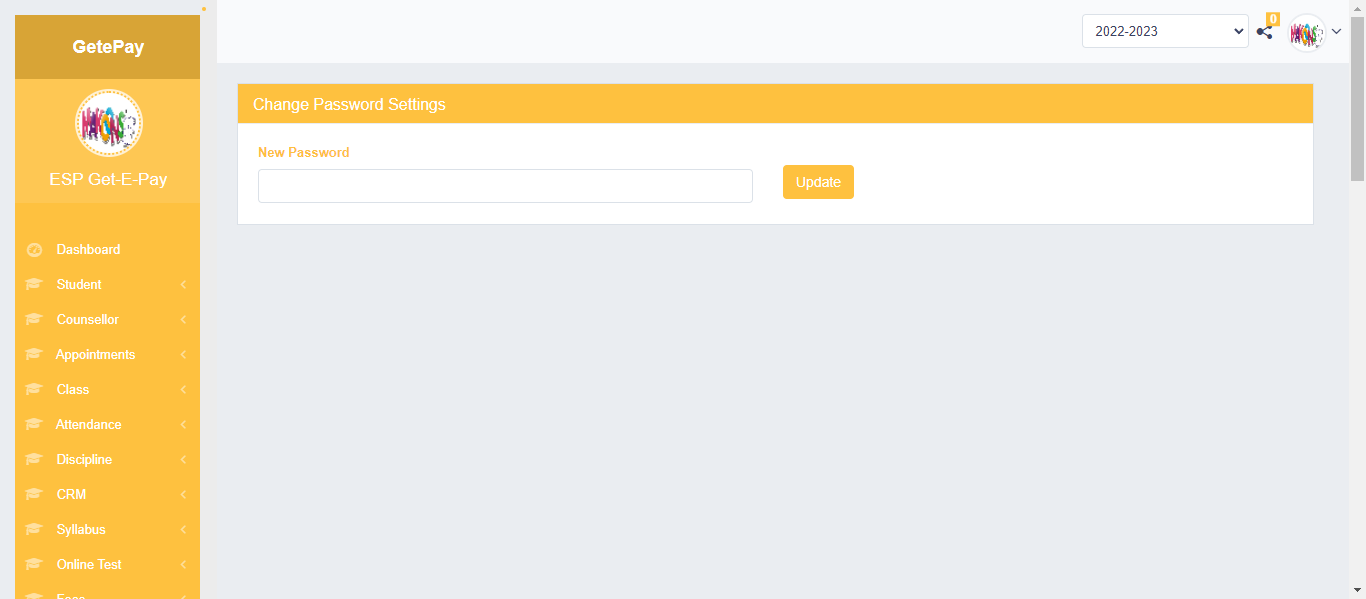 GetePay
ESP Get-E-Pay
Dashboard
Student
Counsellor
Appointments
Class
Attendance
Discipline
CRM
Syllabus
Online Test
Fees
2022-2023
0
Change Password Settings
New Password
Update